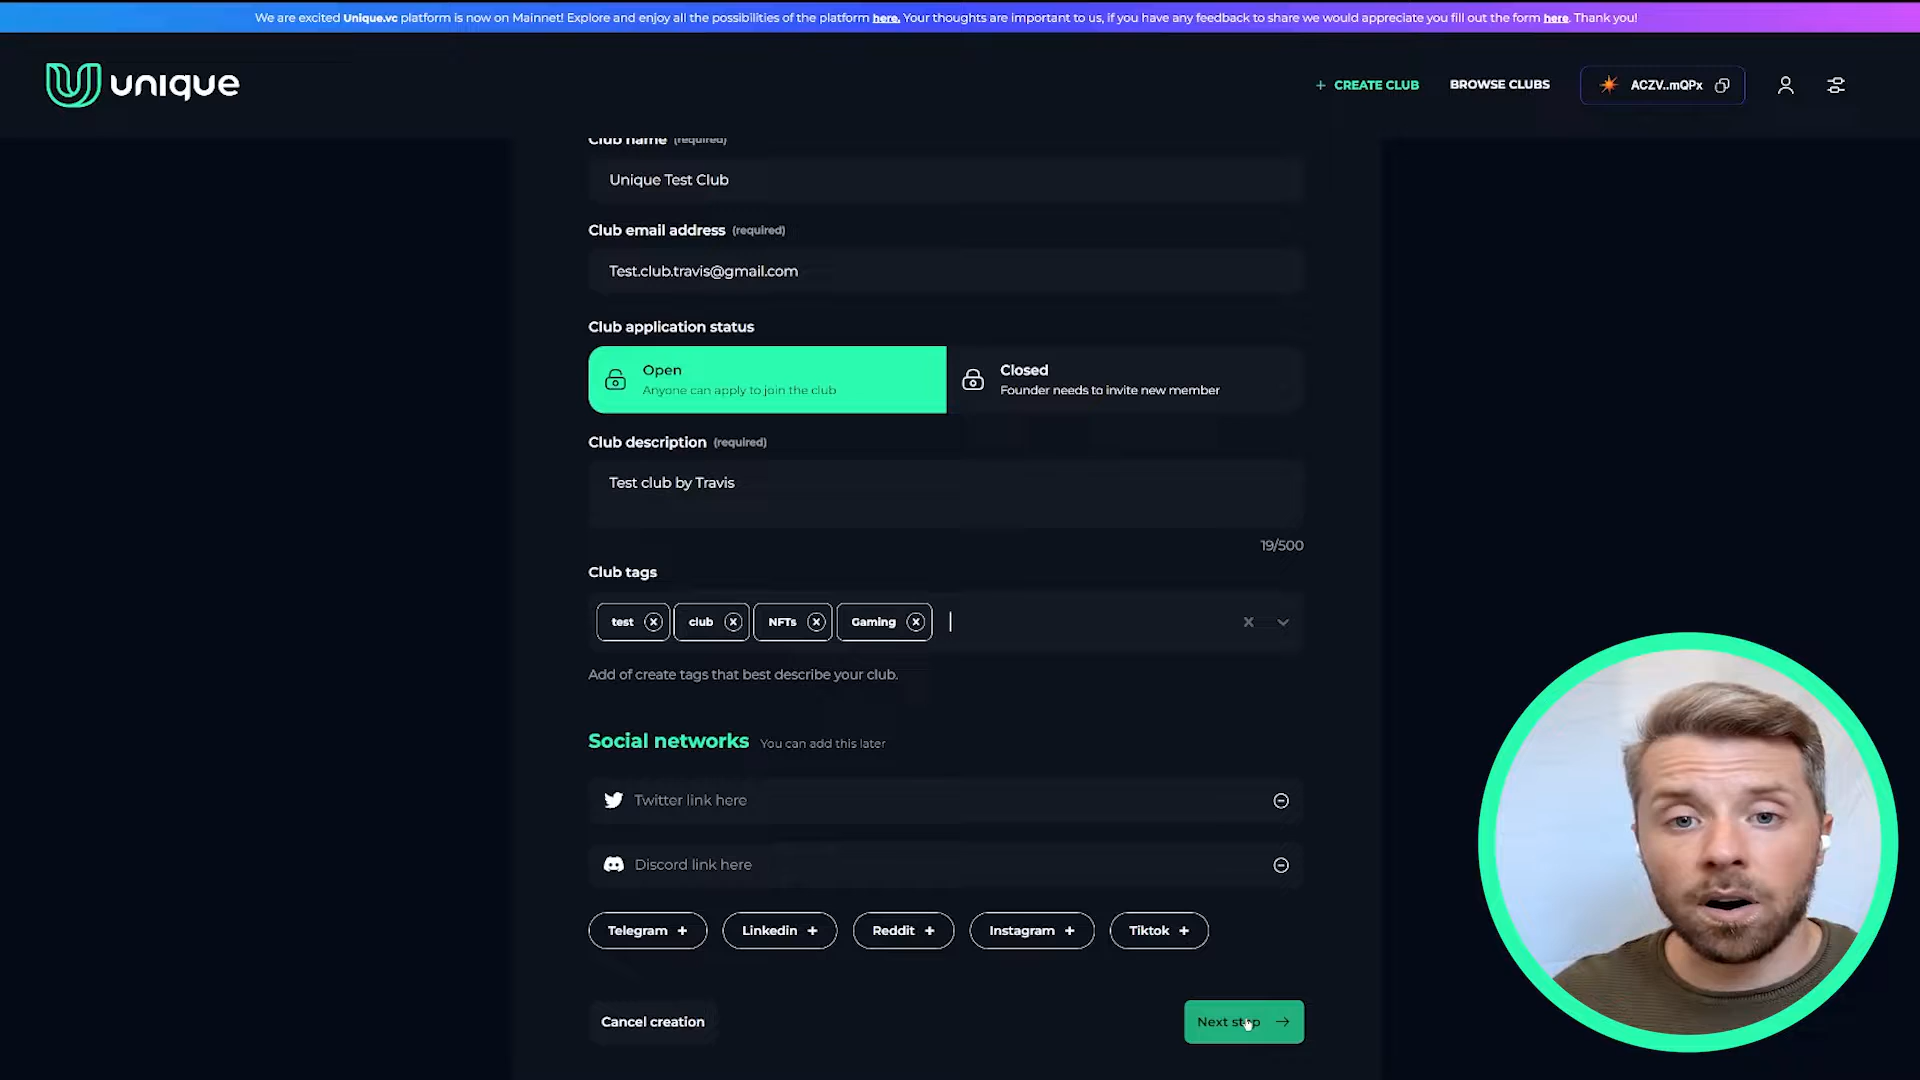 We are excited Unique.vc platform is now on Mainnet! Explore and enjoy all the possibilities of the platform here. Your thoughts are important to us, if you have any feedback to share we would appreciate you fill out the form here. Thank you!
unique
+ CREATE CLUB
BROWSE CLUBS
ACZV..mQPx
Club name (required)
Unique Test Club
Club email address (required)
Test.club.travis@gmail.com
Club application status
Open
Anyone can apply to join the club
Closed
Founder needs to invite new member
Club description (required)
Test club by Travis
19/500
Club tags
test
club
NFTs
Gaming
Add of create tags that best describe your club.
Social networks You can add this later
Twitter link here
Discord link here
Telegram +
Linkedin +
Reddit +
Instagram +
Tiktok +
Cancel creation
Next step